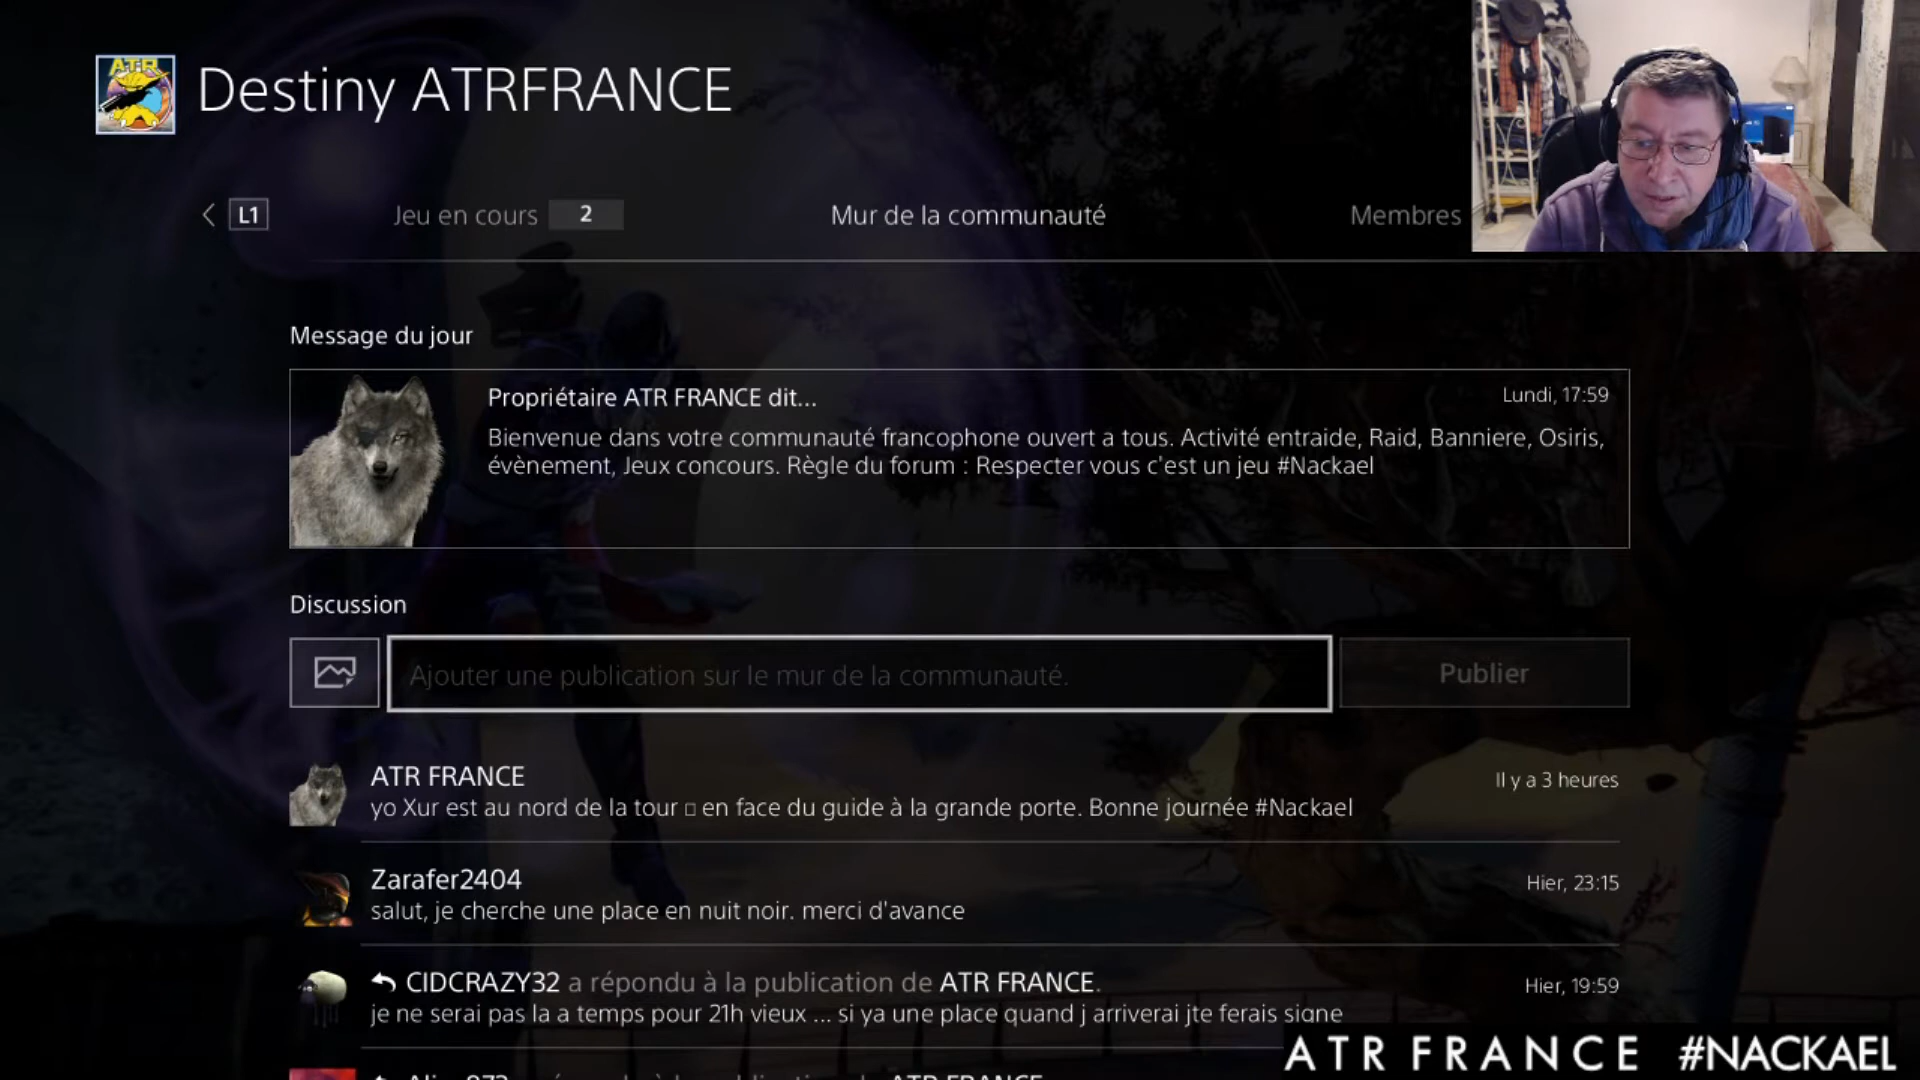 ATR
Destiny ATRFRANCE
L1
Jeu en cours 2
Mur de la communauté
Membres
Message du jour
Propriétaire ATR FRANCE dit...
Lundi, 17:59
Bienvenue dans votre communauté francophone ouvert a tous. Activité entraide, Raid, Banniere, Osiris,
évènement, Jeux concours. Règle du forum : Respecter vous c'est un jeu #Nackael
Discussion
Ajouter une publication sur le mur de la communauté.
Publier
ATR FRANCE
Il y a 3 heures
yo Xur est au nord de la tour □ en face du guide à la grande porte. Bonne journée #Nackael
Zarafer2404
Hier, 23:15
salut, je cherche une place en nuit noir. merci d'avance
CIDCRAZY32 a répondu à la publication de ATR FRANCE.
Hier, 19:59
je ne serai pas la a temps pour 21h vieux ... si ya une place quand j arriverai jte ferais signe
ATR FRANCE
ATR FRANCE #NACKAEL